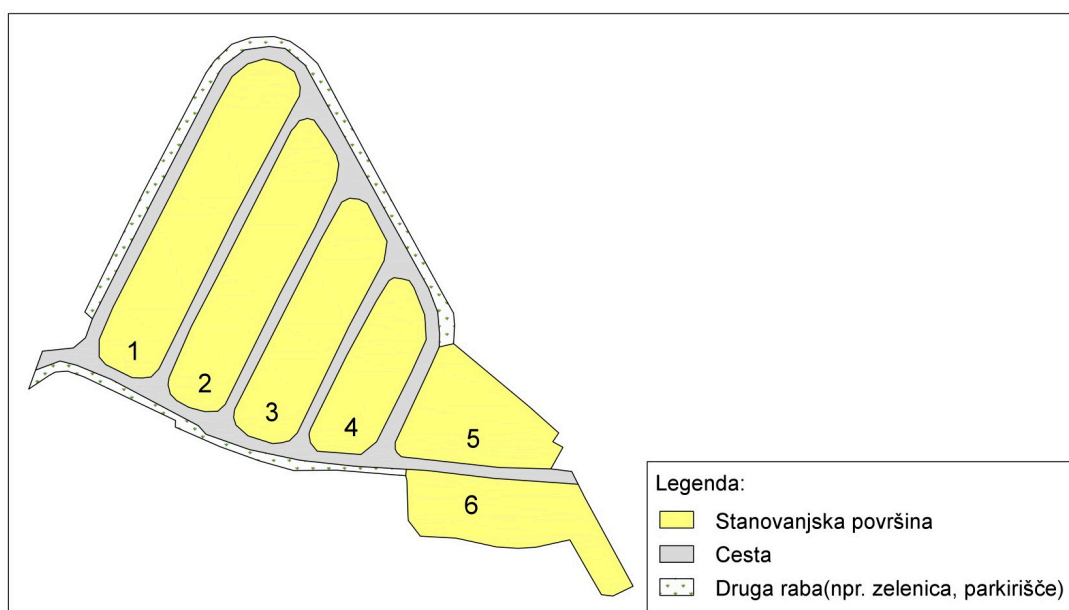 1
2
3
4
5
6
Legenda:
Stanovanjska površina
Cesta
Druga raba(npr. zelenica, parkirišče)